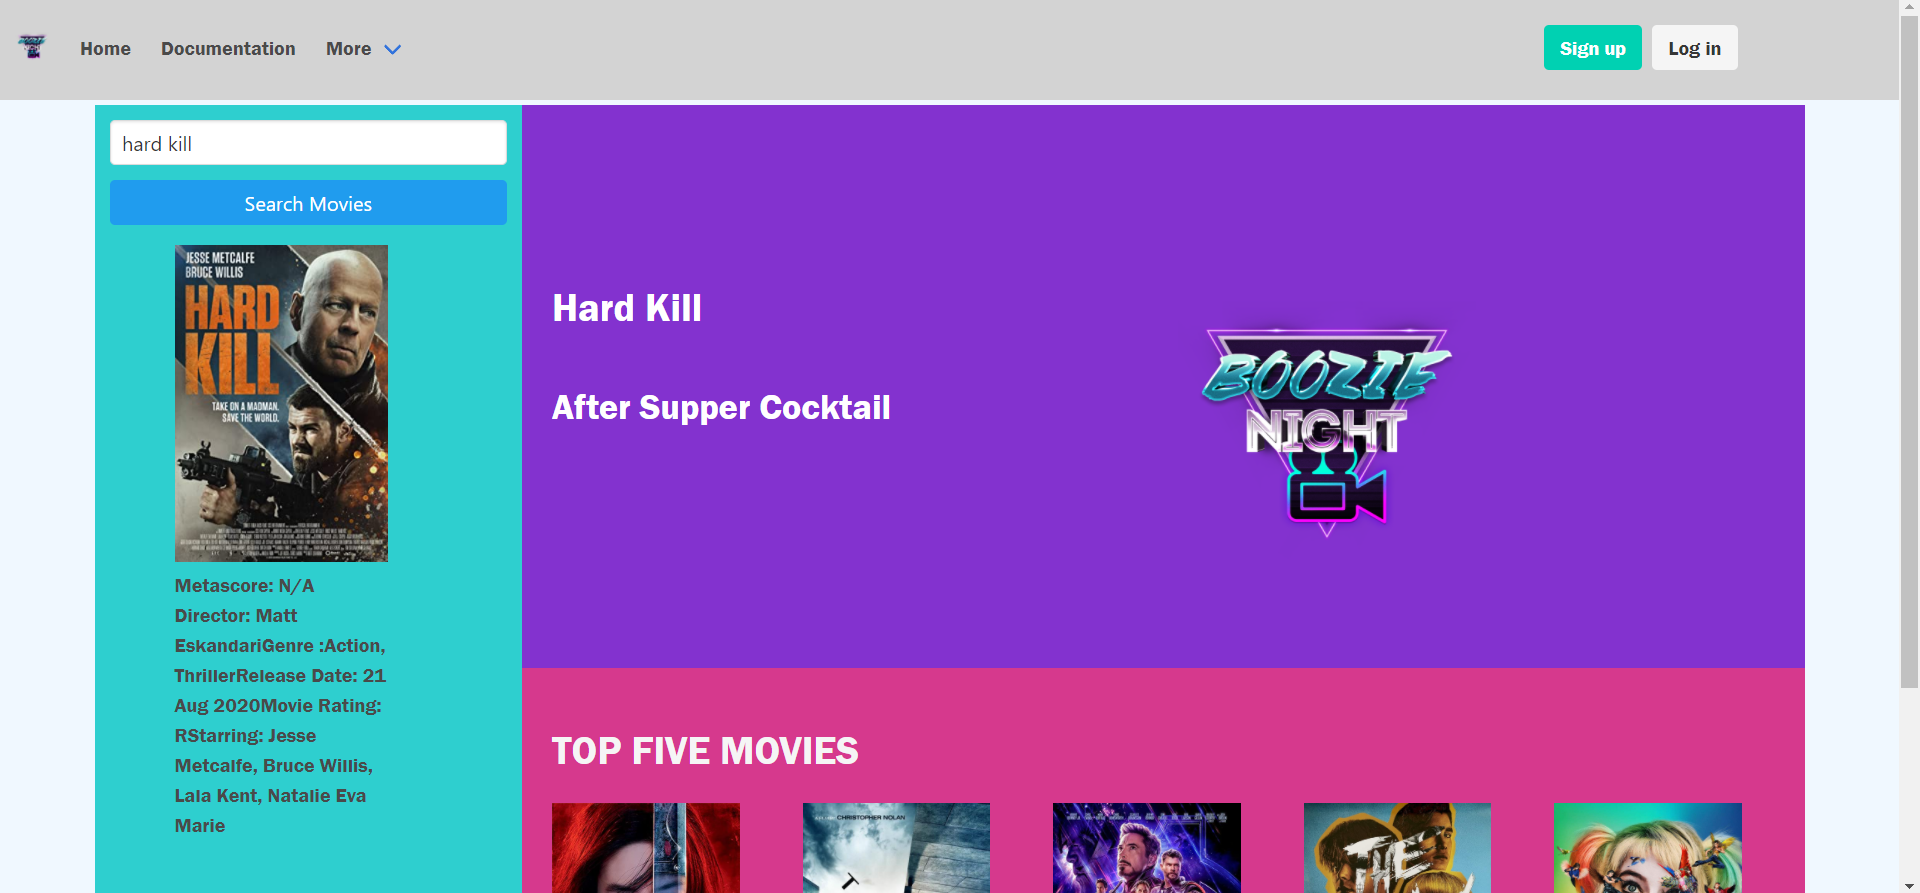 Home
Documentation
More
Sign up
Log in
hard kill
Search Movies
JESSE METCALFE
BRUCE WILLIS
HARD
KILL
TAKE ON A MADMAN.
SAVE THE WORLD.
Metascore: N/A
Director: Matt
EskandariGenre :Action,
ThrillerRelease Date: 21
Aug 2020Movie Rating:
RStarring: Jesse
Metcalfe, Bruce Willis,
Lala Kent, Natalie Eva
Marie
Hard Kill
After Supper Cocktail
BOOZIE
NIGHT
TOP FIVE MOVIES
CHRISTOPHER NOLAN
THE